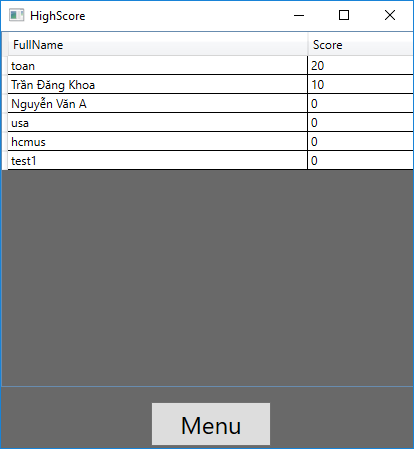 HighScore
FullName Score
toan 20
Trần Đăng Khoa 10
Nguyễn Văn A 0
usa 0
hcmus 0
test1 0
Menu